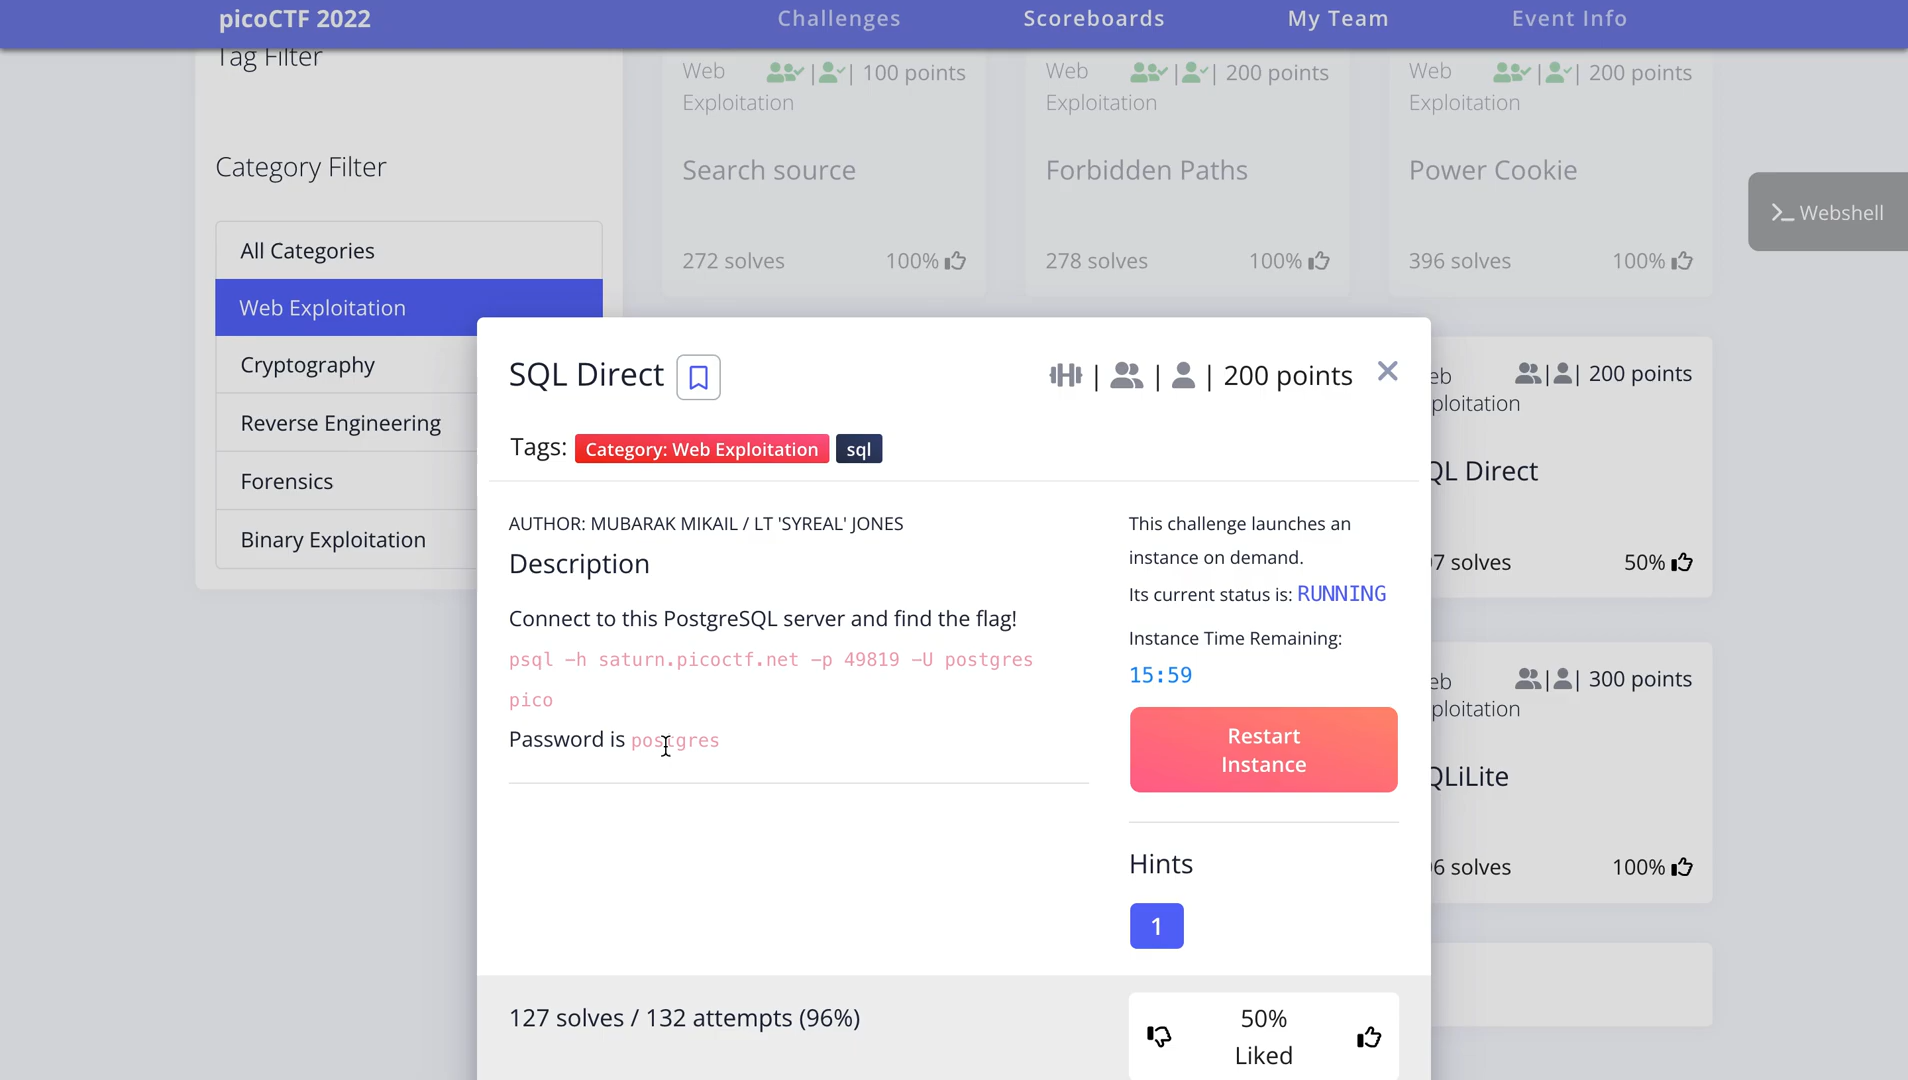 picoCTF 2022
Challenges
Scoreboards
My Team
Event Info
Tag Filter
Category Filter
All Categories
Web Exploitation
Cryptography
Reverse Engineering
Forensics
Binary Exploitation
Web
Exploitation
| | 100 points
Search source
272 solves
100%
Web
Exploitation
| | 200 points
Forbidden Paths
278 solves
100%
Web
Exploitation
| | 200 points
Power Cookie
396 solves
100%
Webshell
SQL Direct
| | | 200 points
Tags: Category: Web Exploitation sql
AUTHOR: MUBARAK MIKAIL / LT 'SYREAL' JONES
Description
Connect to this PostgreSQL server and find the flag!
psql -h saturn.picoctf.net -p 49819 -U postgres
pico
Password is postgres
This challenge launches an
instance on demand.
Its current status is: RUNNING
Instance Time Remaining:
15:59
Restart
Instance
Hints
1
127 solves / 132 attempts (96%)
50%
Liked
eb
ploitation
| | 200 points
QL Direct
7 solves
50%
eb
ploitation
| | 300 points
QLiLite
6 solves
100%